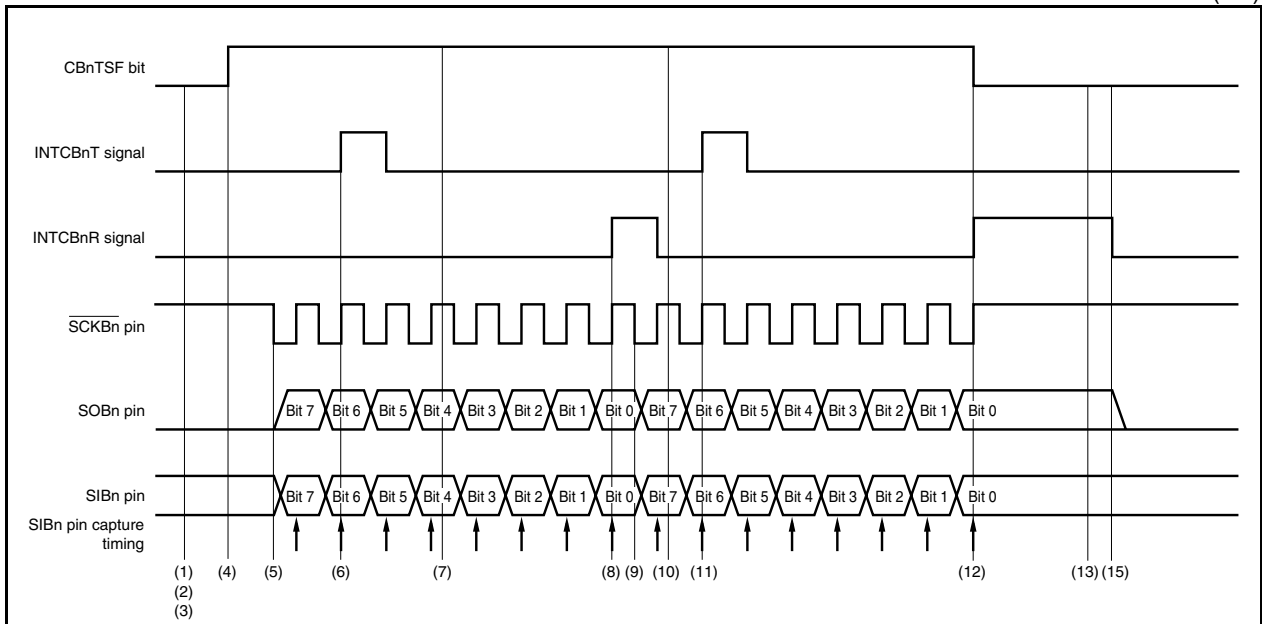 CBnTSF bit
INTCBnT signal
INTCBnR signal
SCKBn pin
SOBn pin
Bit 7 Bit 6 Bit 5 Bit 4 Bit 3 Bit 2 Bit 1 Bit 0 Bit 7 Bit 6 Bit 5 Bit 4 Bit 3 Bit 2 Bit 1 Bit 0
SIBn pin
Bit 7 Bit 6 Bit 5 Bit 4 Bit 3 Bit 2 Bit 1 Bit 0 Bit 7 Bit 6 Bit 5 Bit 4 Bit 3 Bit 2 Bit 1 Bit 0
SIBn pin capture
timing
(1) (4) (5) (6) (7) (8) (9) (10) (11) (12) (13) (15)
(2)
(3)